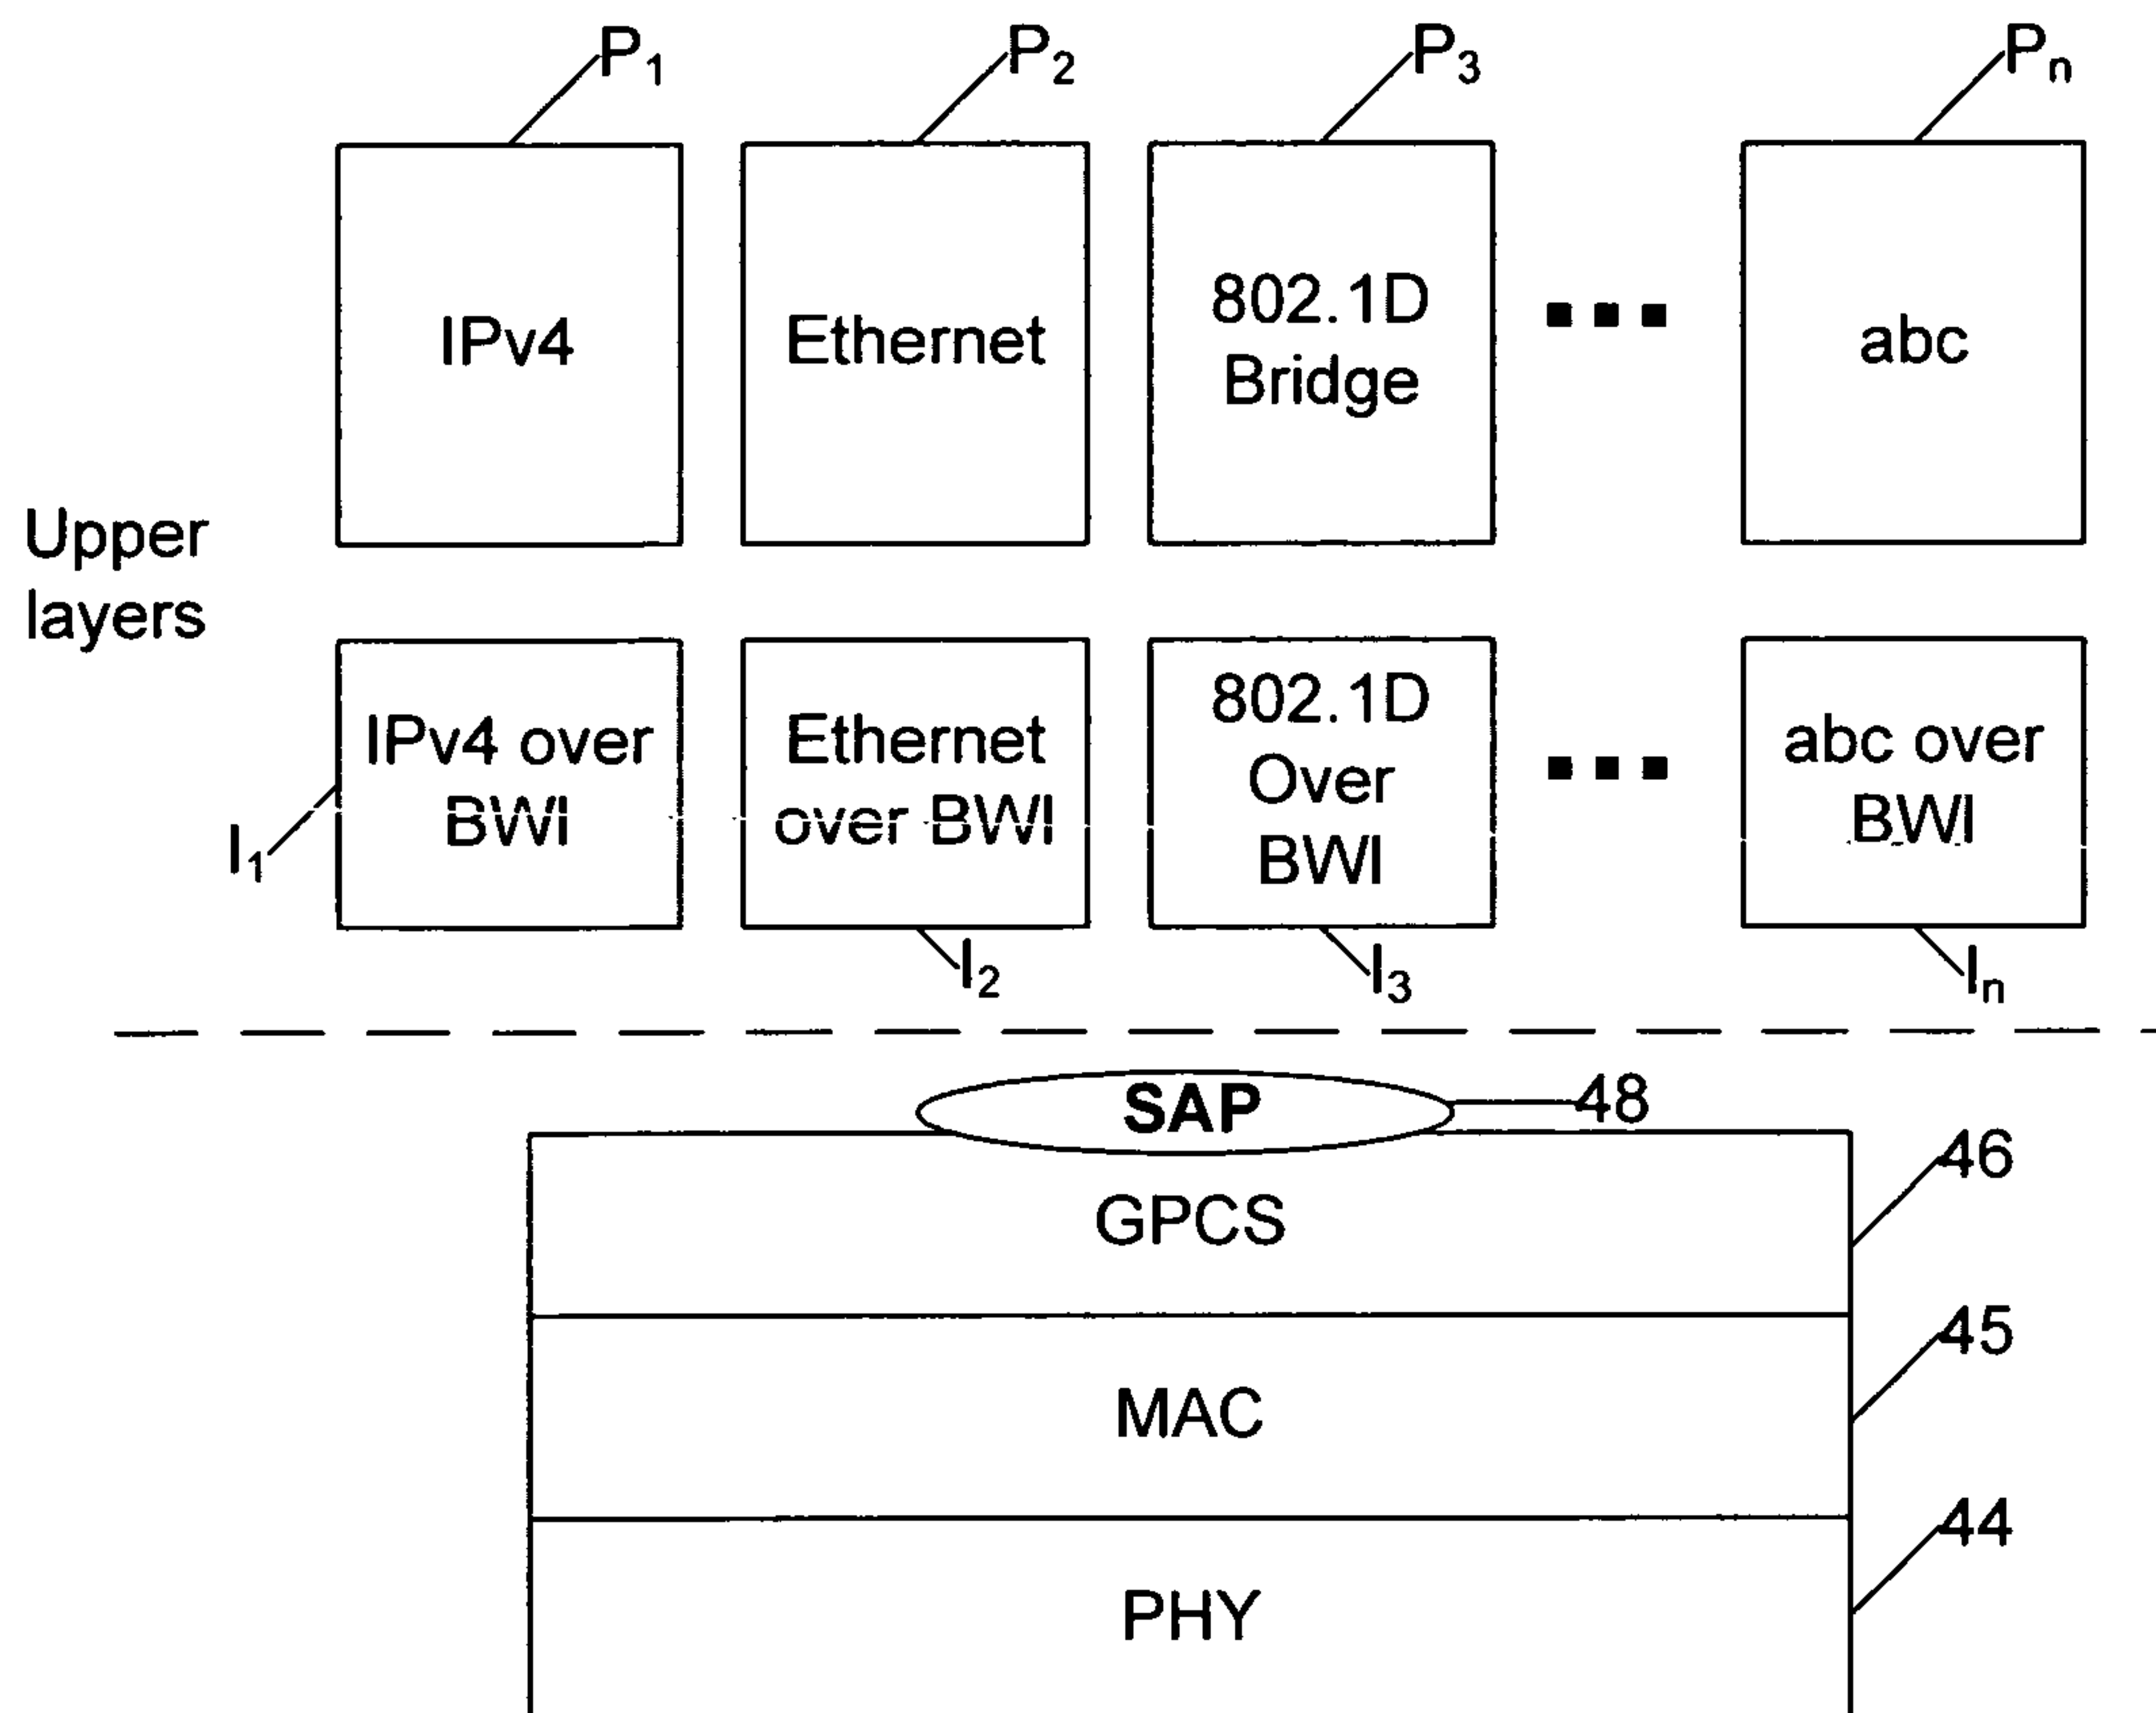 P1
P2
P3
Pn
IPv4
Ethernet
802.1D
Bridge
abc
Upper
layers
IPv4 over
BWI
Ethernet
over BWI
802.1D
Over
BWI
abc over
BWI
I1
I2
I3
In
SAP
48
GPCS
46
MAC
45
PHY
44